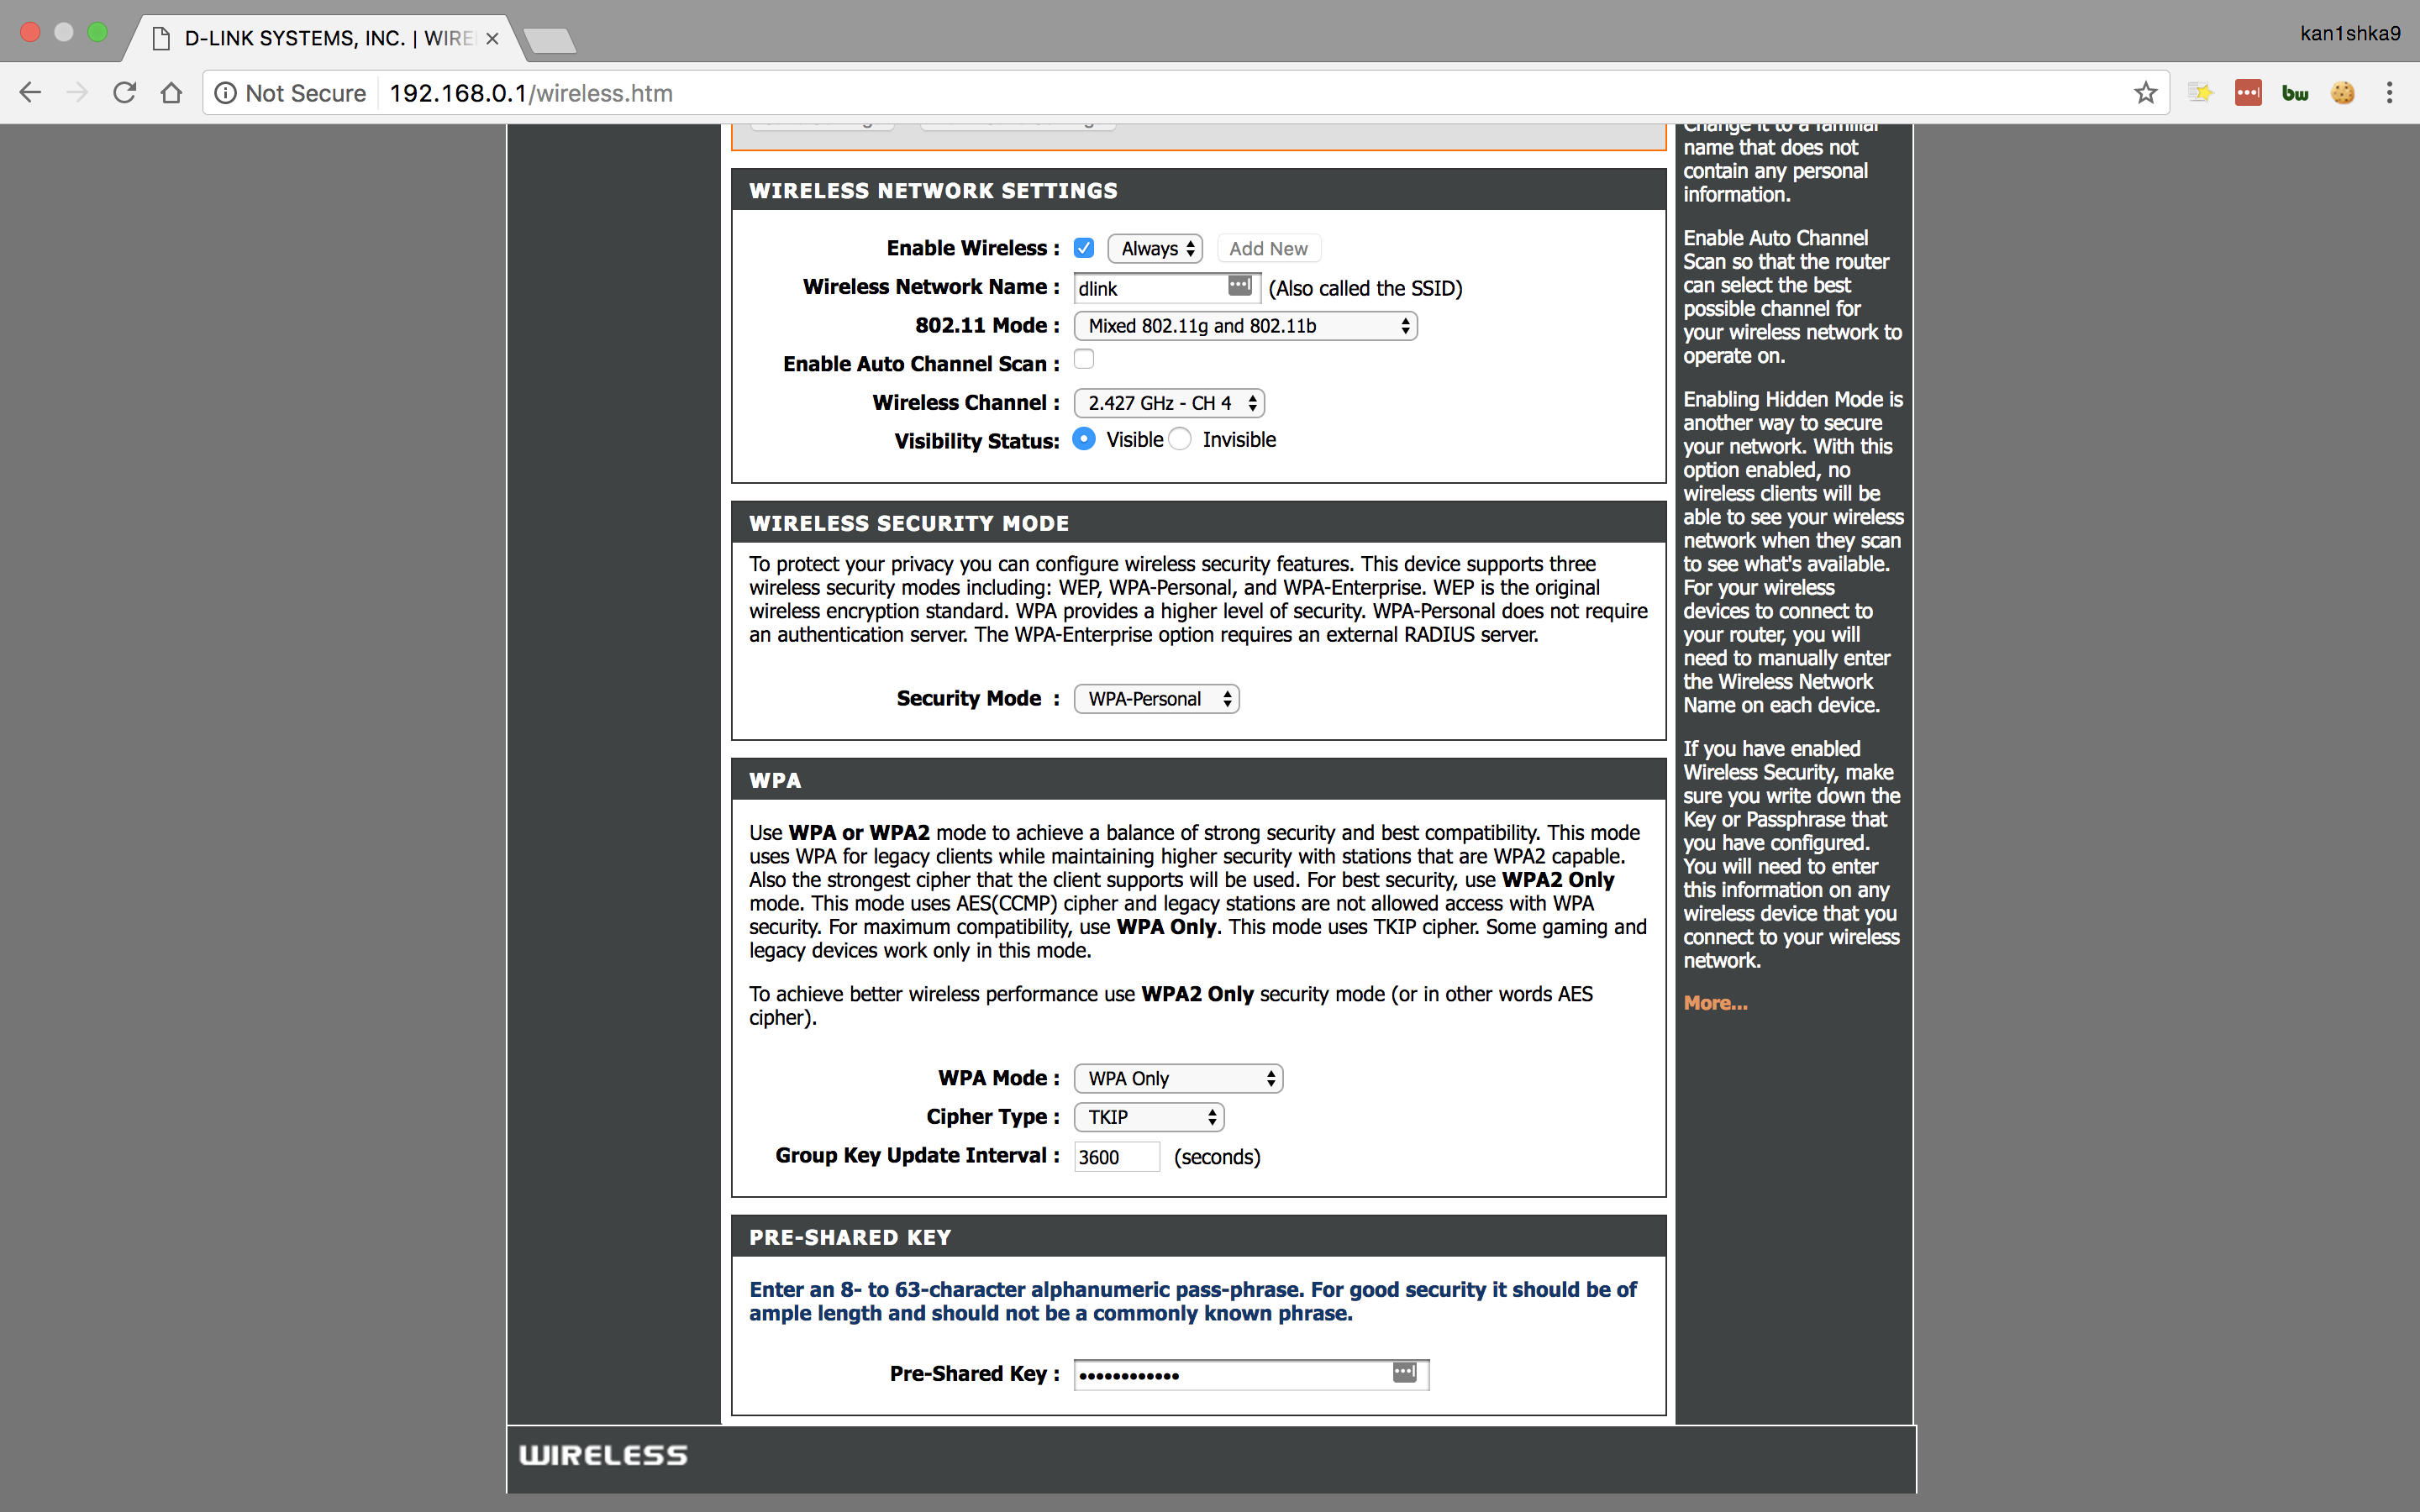 D-LINK SYSTEMS, INC. | WIRE
kan1shka9
Not Secure
192.168.0.1/wireless.htm
bw
WIRELESS NETWORK SETTINGS
Enable Wireless : Always Add New
Wireless Network Name : dlink (Also called the SSID)
802.11 Mode : Mixed 802.11g and 802.11b
Enable Auto Channel Scan :
Wireless Channel : 2.427 GHz - CH 4
Visibility Status: Visible Invisible
WIRELESS SECURITY MODE
To protect your privacy you can configure wireless security features. This device supports three
wireless security modes including: WEP, WPA-Personal, and WPA-Enterprise. WEP is the original
wireless encryption standard. WPA provides a higher level of security. WPA-Personal does not require
an authentication server. The WPA-Enterprise option requires an external RADIUS server.
Security Mode : WPA-Personal
WPA
Use WPA or WPA2 mode to achieve a balance of strong security and best compatibility. This mode
uses WPA for legacy clients while maintaining higher security with stations that are WPA2 capable.
Also the strongest cipher that the client supports will be used. For best security, use WPA2 Only
mode. This mode uses AES(CCMP) cipher and legacy stations are not allowed access with WPA
security. For maximum compatibility, use WPA Only. This mode uses TKIP cipher. Some gaming and
legacy devices work only in this mode.
To achieve better wireless performance use WPA2 Only security mode (or in other words AES
cipher).
WPA Mode : WPA Only
Cipher Type : TKIP
Group Key Update Interval : 3600 (seconds)
PRE-SHARED KEY
Enter an 8- to 63-character alphanumeric pass-phrase. For good security it should be of
ample length and should not be a commonly known phrase.
Pre-Shared Key : ••••••••••••
Change it to a familiar
name that does not
contain any personal
information.
Enable Auto Channel
Scan so that the router
can select the best
possible channel for
your wireless network to
operate on.
Enabling Hidden Mode is
another way to secure
your network. With this
option enabled, no
wireless clients will be
able to see your wireless
network when they scan
to see what's available.
For your wireless
devices to connect to
your router, you will
need to manually enter
the Wireless Network
Name on each device.
If you have enabled
Wireless Security, make
sure you write down the
Key or Passphrase that
you have configured.
You will need to enter
this information on any
wireless device that you
connect to your wireless
network.
More...
WIRELESS